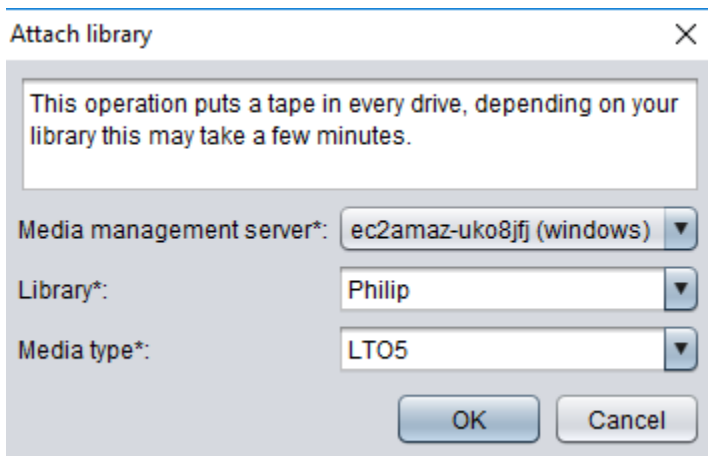 Attach library
This operation puts a tape in every drive, depending on your
library this may take a few minutes.
Media management server*: ec2amaz-uko8jfj (windows)
Library*: Philip
Media type*: LTO5
OK Cancel